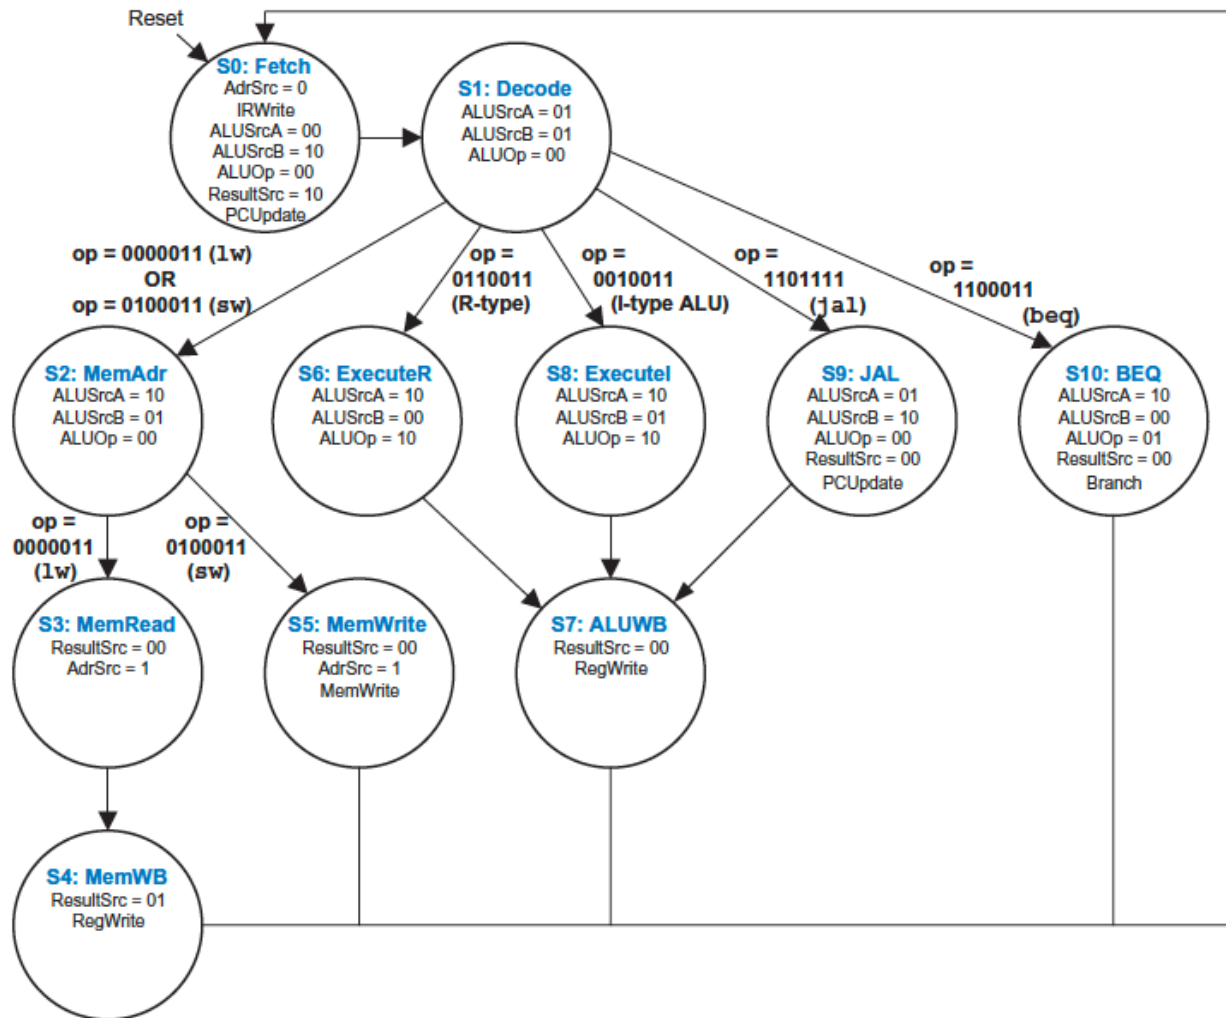 Reset
S0: Fetch
AdrSrc = 0
IRWrite
ALUSrcA = 00
ALUSrcB = 10
ALUOp = 00
ResultSrc = 10
PCUpdate
S1: Decode
ALUSrcA = 01
ALUSrcB = 01
ALUOp = 00
op = 0000011 (lw)
OR
op = 0100011 (sw)
op =
0110011
(R-type)
op =
0010011
(I-type ALU)
op =
1101111
(jal)
op =
1100011
(beq)
S2: MemAdr
ALUSrcA = 10
ALUSrcB = 01
ALUOp = 00
S6: ExecuteR
ALUSrcA = 10
ALUSrcB = 00
ALUOp = 10
S8: ExecuteI
ALUSrcA = 10
ALUSrcB = 01
ALUOp = 10
S9: JAL
ALUSrcA = 01
ALUSrcB = 10
ALUOp = 00
ResultSrc = 00
PCUpdate
S10: BEQ
ALUSrcA = 10
ALUSrcB = 00
ALUOp = 01
ResultSrc = 00
Branch
op =
0000011
(lw)
op =
0100011
(sw)
S3: MemRead
ResultSrc = 00
AdrSrc = 1
S5: MemWrite
ResultSrc = 00
AdrSrc = 1
MemWrite
S7: ALUWB
ResultSrc = 00
RegWrite
S4: MemWB
ResultSrc = 01
RegWrite